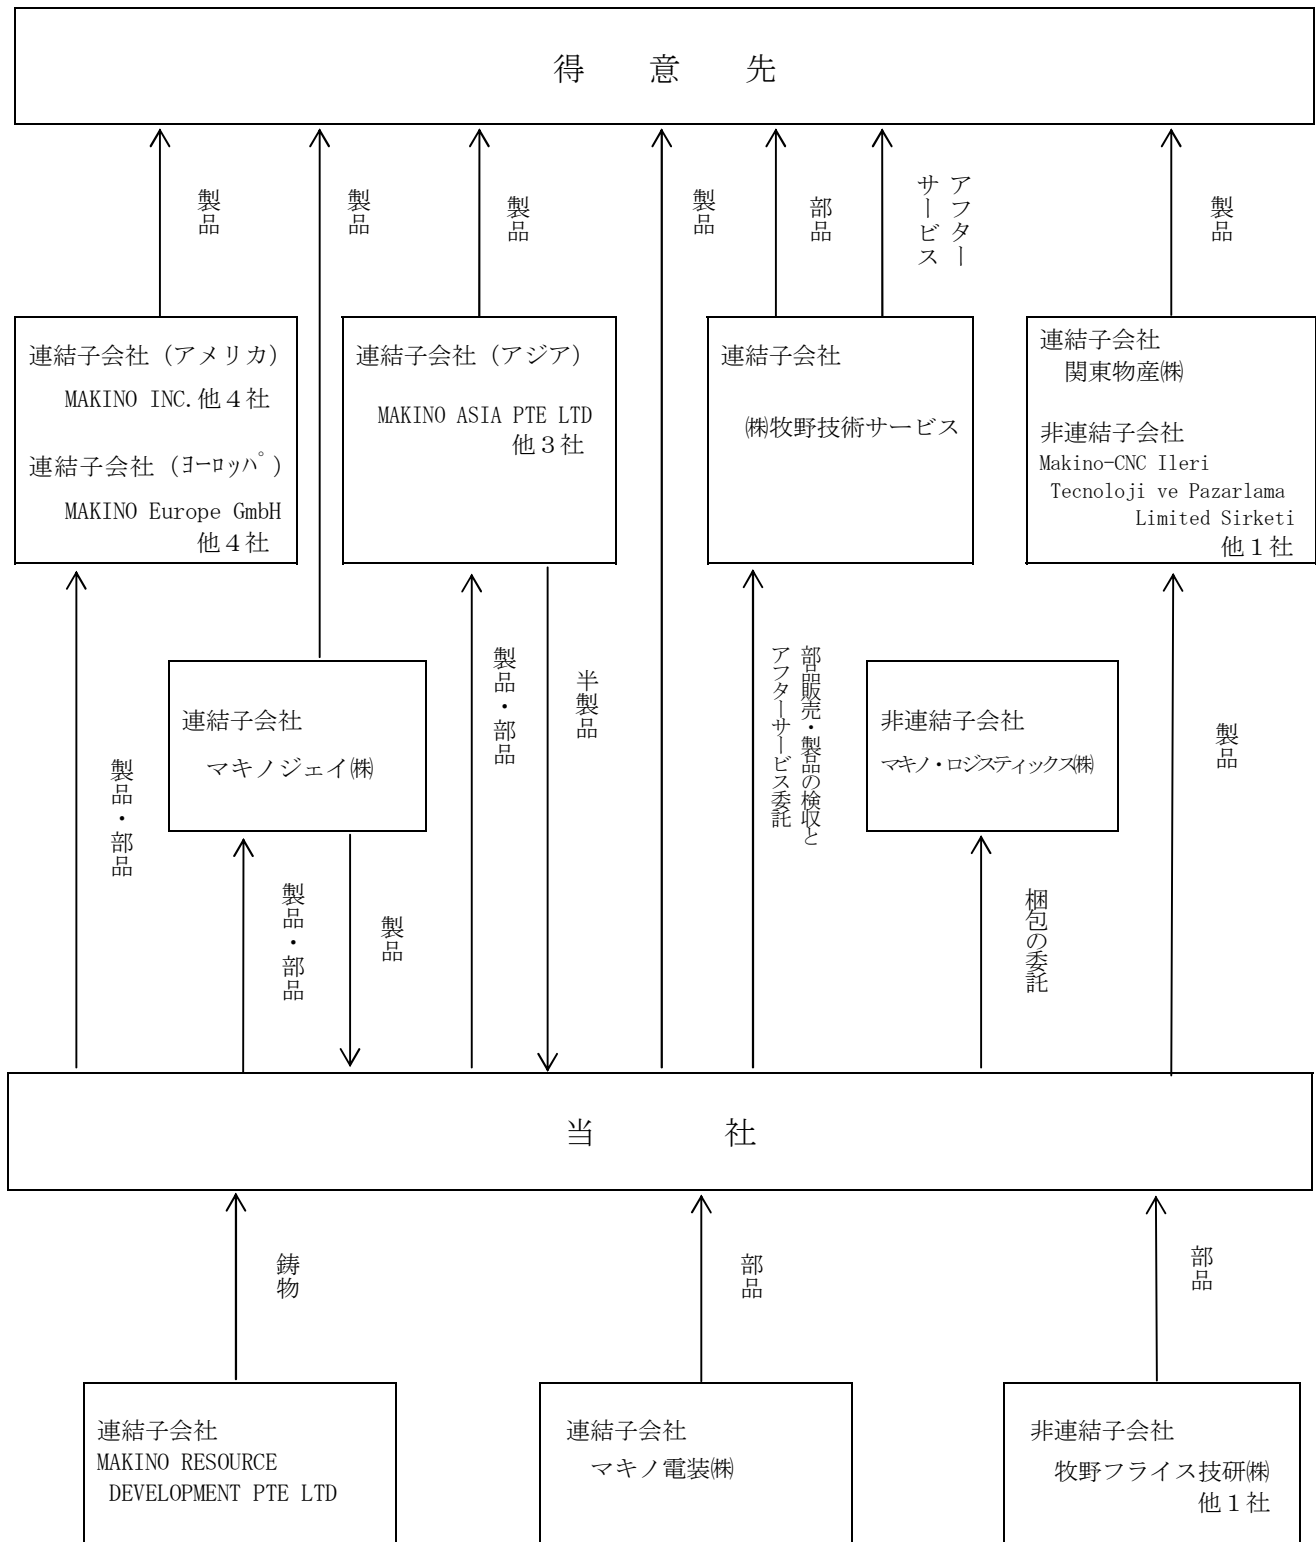 得 意 先
製品
製品
製品
製品
部品
アフター
サービス
製品
連結子会社（アメリカ）
MAKINO INC.他４社
連結子会社（ﾖｰﾛｯﾊﾟ）
MAKINO Europe GmbH
他４社
連結子会社（アジア）
MAKINO ASIA PTE LTD
他３社
連結子会社
㈱牧野技術サービス
連結子会社
関東物産㈱
非連結子会社
Makino-CNC Ileri
Tecnoloji ve Pazarlama
Limited Sirketi
他１社
連結子会社
マキノジェイ㈱
製品・部品
半製品
部品販売・製品の検収と
アフターサービス委託
非連結子会社
マキノ・ロジスティックス㈱
製品
製品・部品
製品・部品
製品
梱包の委託
当 社
鋳物
部品
部品
連結子会社
MAKINO RESOURCE
DEVELOPMENT PTE LTD
連結子会社
マキノ電装㈱
非連結子会社
牧野フライス技研㈱
他１社